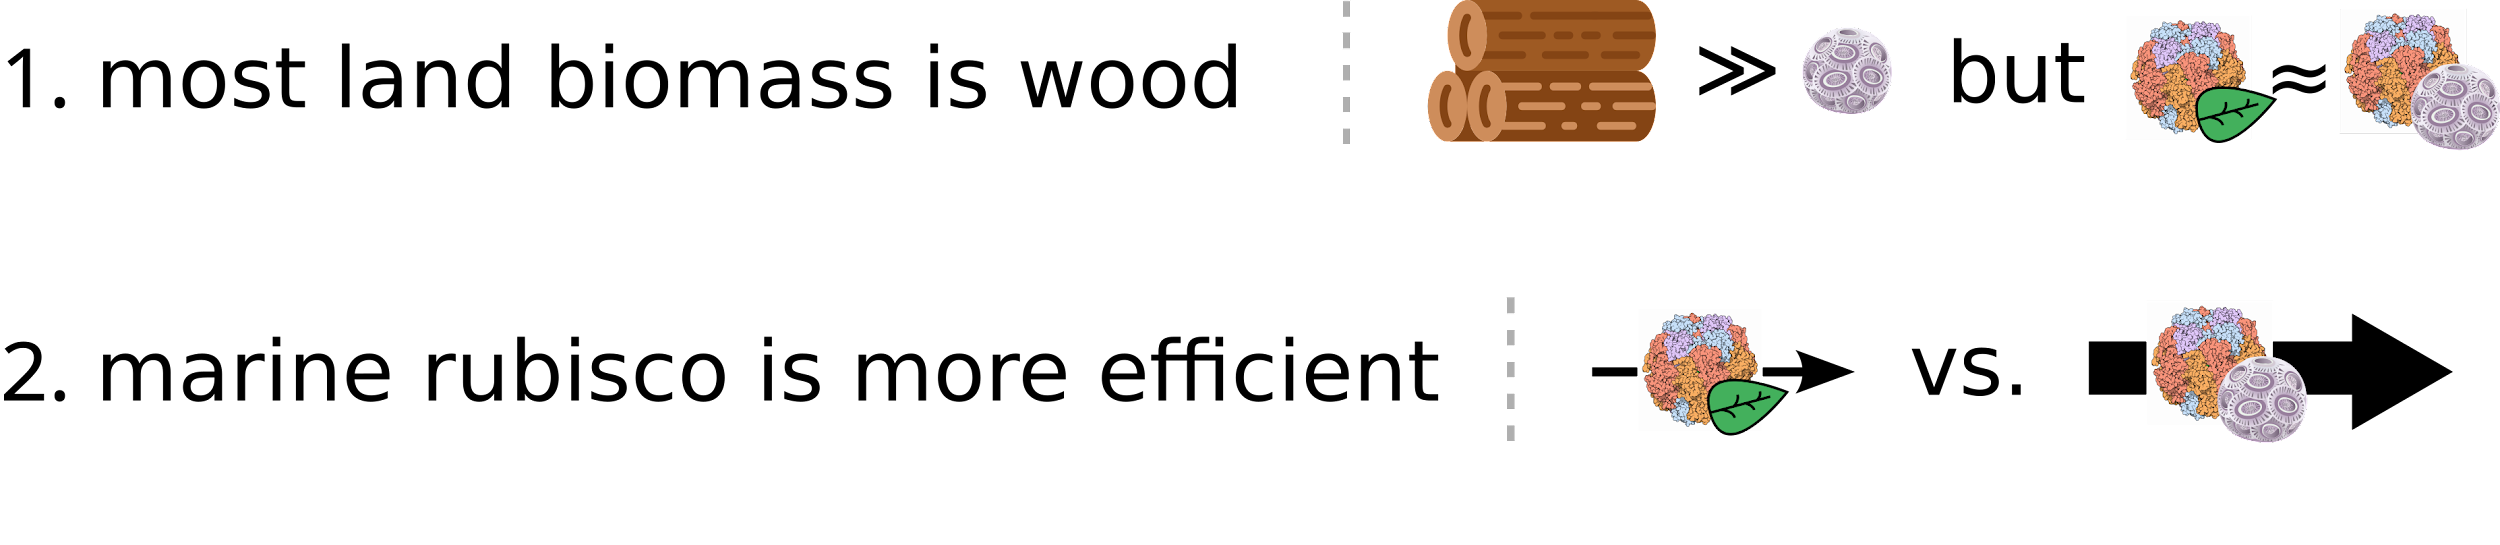 1. most land biomass is wood ≫ but ≈
2. marine rubisco is more efficient vs.